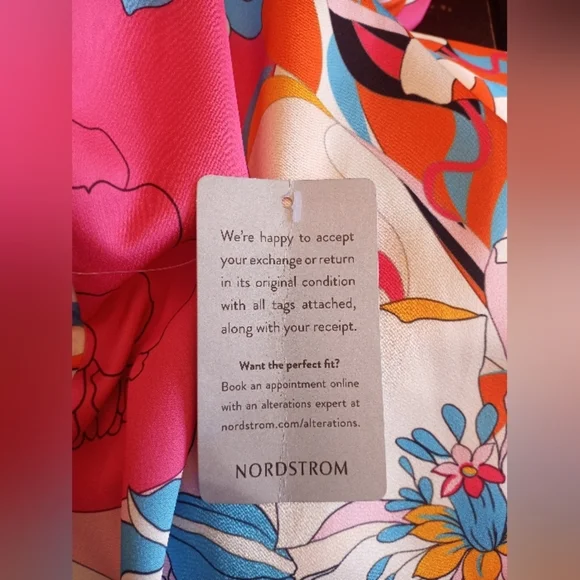 We're happy to accept
your exchange or return
in its original condition
with all tags attached,
along with your receipt.
Want the perfect fit?
Book an appointment online
with an alterations expert at
nordstrom.com/alterations.
NORDSTROM